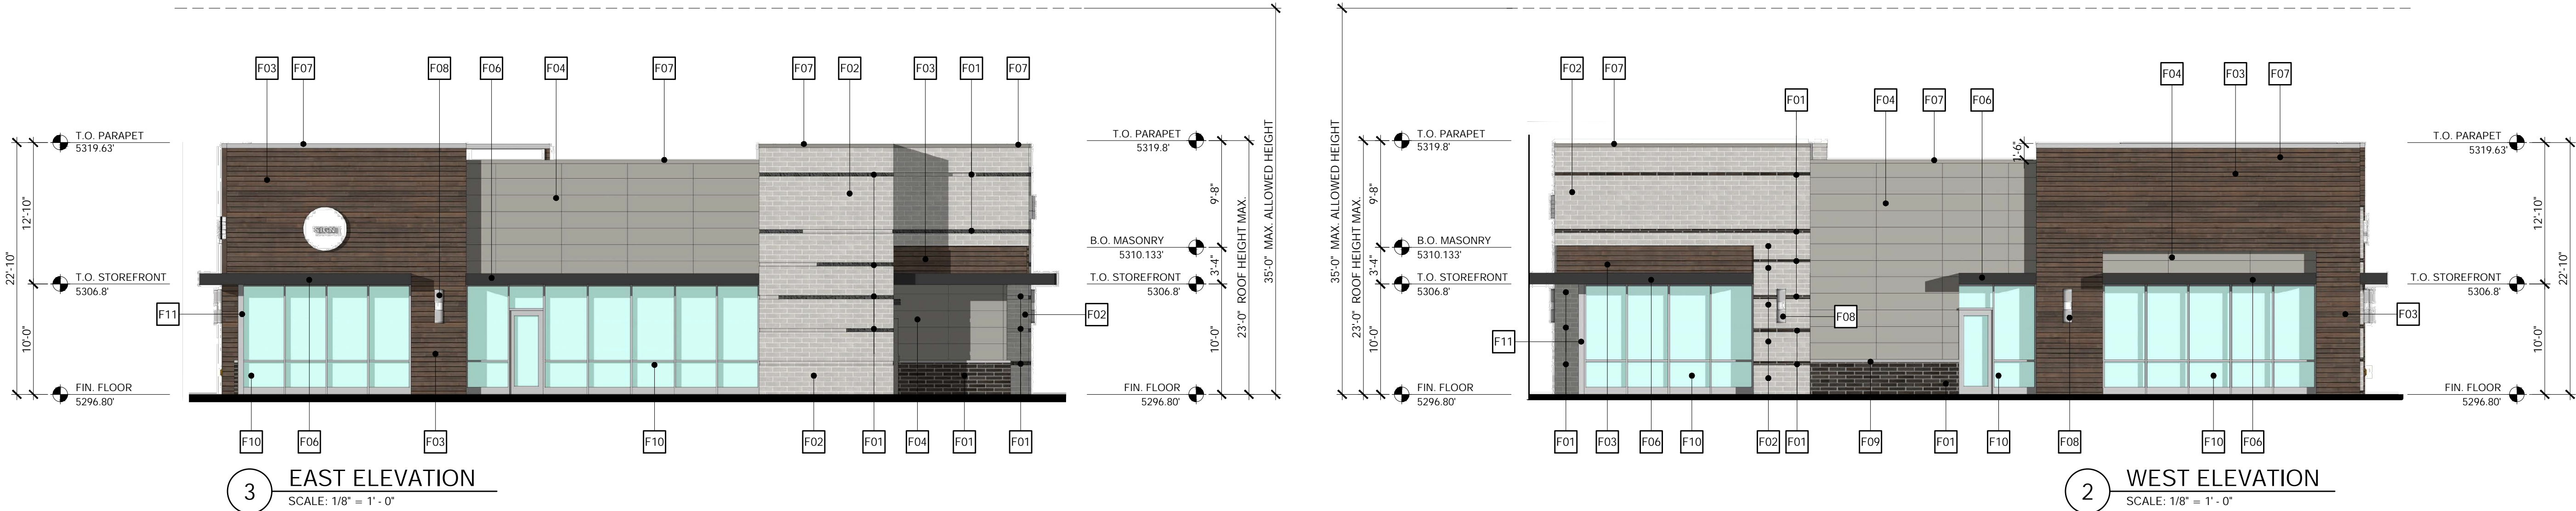 F03
F07
F08
F06
F04
F07
F07
F02
F03
F01
F07
T.O. PARAPET
5319.63'
T.O. STOREFRONT
5306.8'
FIN. FLOOR
5296.80'
22'-10"
12'-10"
10'-0"
F11
F02
T.O. PARAPET
5319.8'
B.O. MASONRY
5310.133'
T.O. STOREFRONT
5306.8'
FIN. FLOOR
5296.80'
9'-8"
3'-4"
10'-0"
23'-0" ROOF HEIGHT MAX.
35'-0" MAX. ALLOWED HEIGHT
F10
F06
F03
F10
F02
F01
F04
F01
F01
3
EAST ELEVATION
SCALE: 1/8" = 1' - 0"
35'-0" MAX. ALLOWED HEIGHT
23'-0" ROOF HEIGHT MAX.
9'-8"
3'-4"
10'-0"
T.O. PARAPET
5319.8'
B.O. MASONRY
5310.133'
T.O. STOREFRONT
5306.8'
FIN. FLOOR
5296.80'
F02
F07
F01
F04
F07
F06
F04
F03
F07
1'-6"
F11
F08
F03
T.O. PARAPET
5319.63'
T.O. STOREFRONT
5306.8'
FIN. FLOOR
5296.80'
12'-10"
10'-0"
22'-10"
F01
F03
F06
F10
F02
F01
F09
F01
F10
F08
F10
F06
2
WEST ELEVATION
SCALE: 1/8" = 1' - 0"